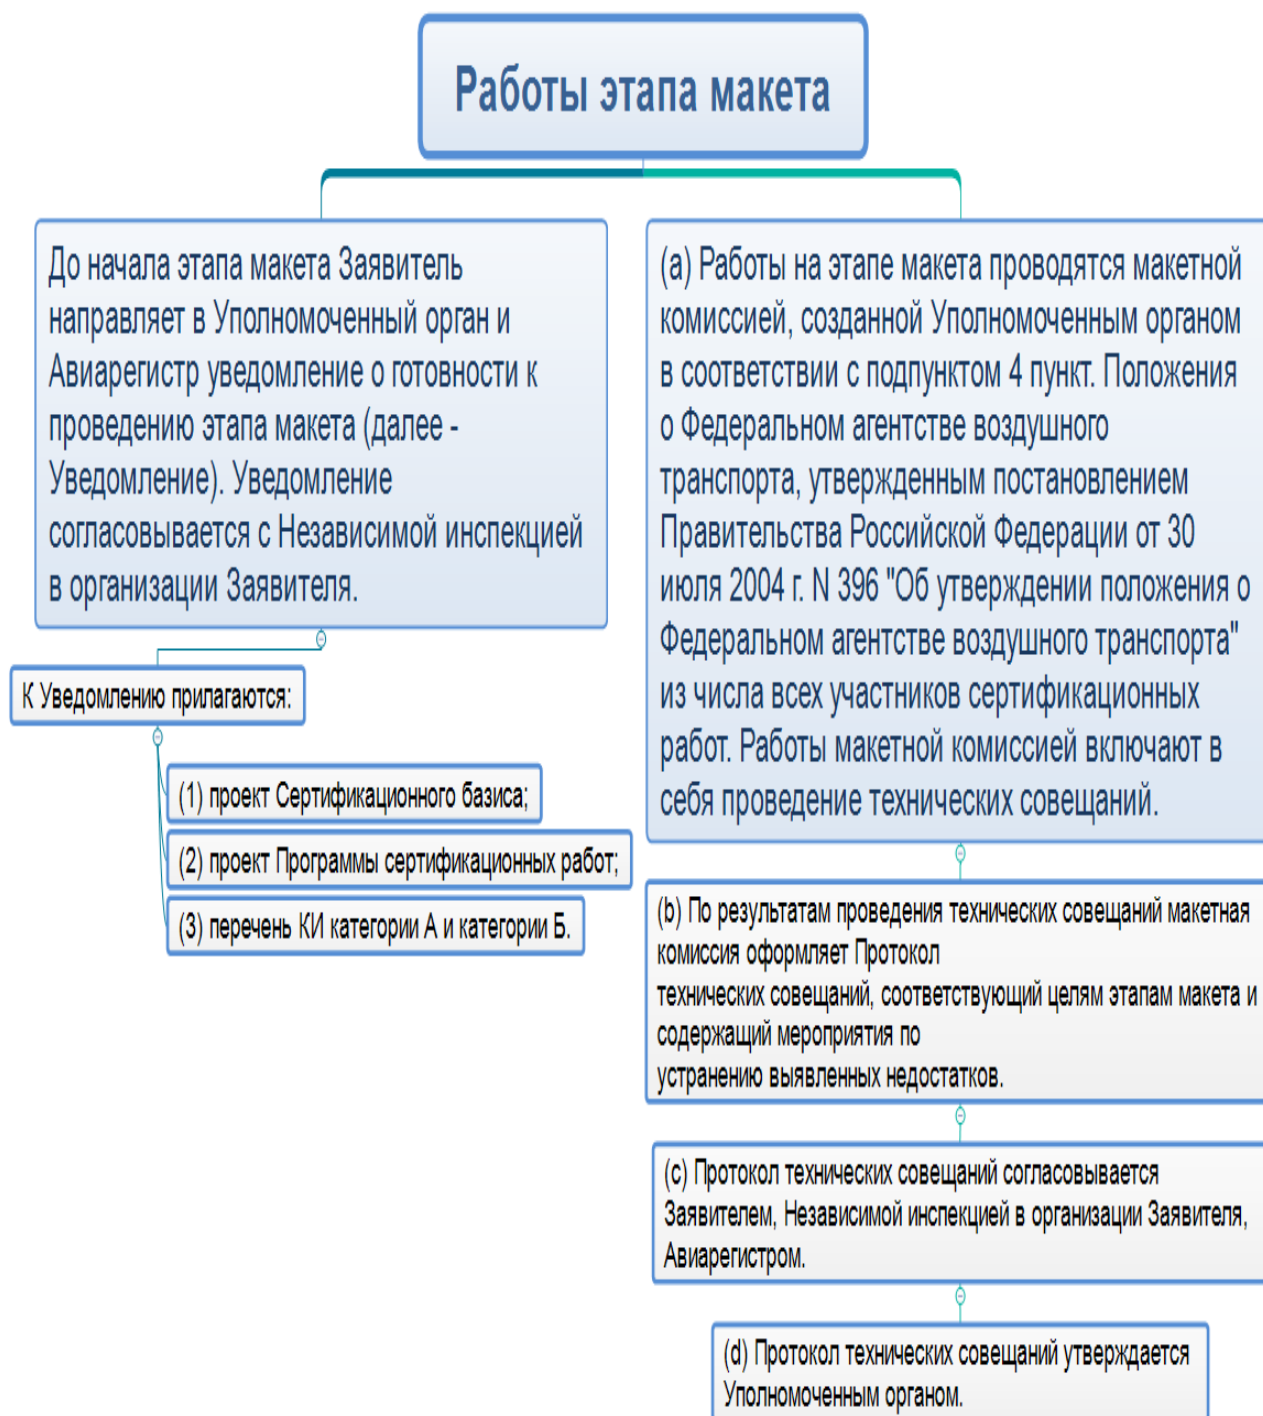 Работы этапа макета
До начала этапа макета Заявитель
направляет в Уполномоченный орган и
Авиарегистр уведомление о готовности к
проведению этапа макета (далее -
Уведомление). Уведомление
согласовывается с Независимой инспекцией
в организации Заявителя.
К Уведомлению прилагаются:
(1) проект Сертификационного базиса;
(2) проект Программы сертификационных работ;
(3) перечень КИ категории А и категории Б.
(a) Работы на этапе макета проводятся макетной
комиссией, созданной Уполномоченным органом
в соответствии с подпунктом 4 пункт. Положения
о Федеральном агентстве воздушного
транспорта, утвержденным постановлением
Правительства Российской Федерации от 30
июля 2004 г. N 396 "Об утверждении положения о
Федеральном агентстве воздушного транспорта"
из числа всех участников сертификационных
работ. Работы макетной комиссией включают в
себя проведение технических совещаний.
(b) По результатам проведения технических совещаний макетная
комиссия оформляет Протокол
технических совещаний, соответствующий целям этапам макета и
содержащий мероприятия по
устранению выявленных недостатков.
(c) Протокол технических совещаний согласовывается
Заявителем, Независимой инспекцией в организации Заявителя,
Авиарегистром.
(d) Протокол технических совещаний утверждается
Уполномоченным органом.